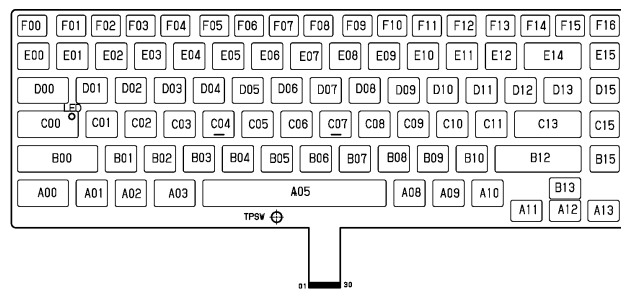 F00 F01 F02 F03 F04 F05 F06 F07 F08 F09 F10 F11 F12 F13 F14 F15 F16
E00 E01 E02 E03 E04 E05 E06 E07 E08 E09 E10 E11 E12 E14 E15
D00 D01 D02 D03 D04 D05 D06 D07 D08 D09 D10 D11 D12 D13 D15
LED
C00 C01 C02 C03 C04 C05 C06 C07 C08 C09 C10 C11 C13 C15
B00 B01 B02 B03 B04 B05 B06 B07 B08 B09 B10 B12 B15
A00 A01 A02 A03 A05 A08 A09 A10 B13
A11 A12 A13
TPSW
01 30